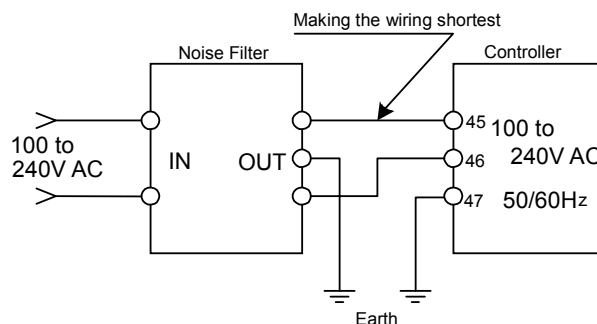 Making the wiring shortest
Noise Filter
Controller
100 to
240V AC
IN
OUT
45
46
47
100 to
240V AC
50/60Hz
Earth